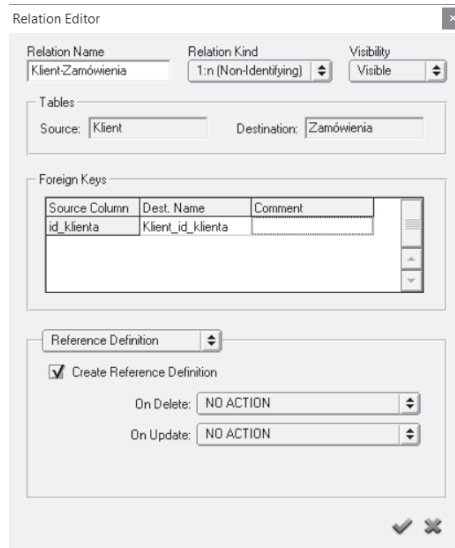 Relation Editor
Relation Name Relation Kind Visibility
Klient-Zamówienia 1:n (Non-Identifying) Visible
Tables
Source: Klient Destination: Zamówienia
Foreign Keys
Source Column Dest. Name Comment
id_klienta Klient_id_klienta
Reference Definition
Create Reference Definition
On Delete: NO ACTION
On Update: NO ACTION